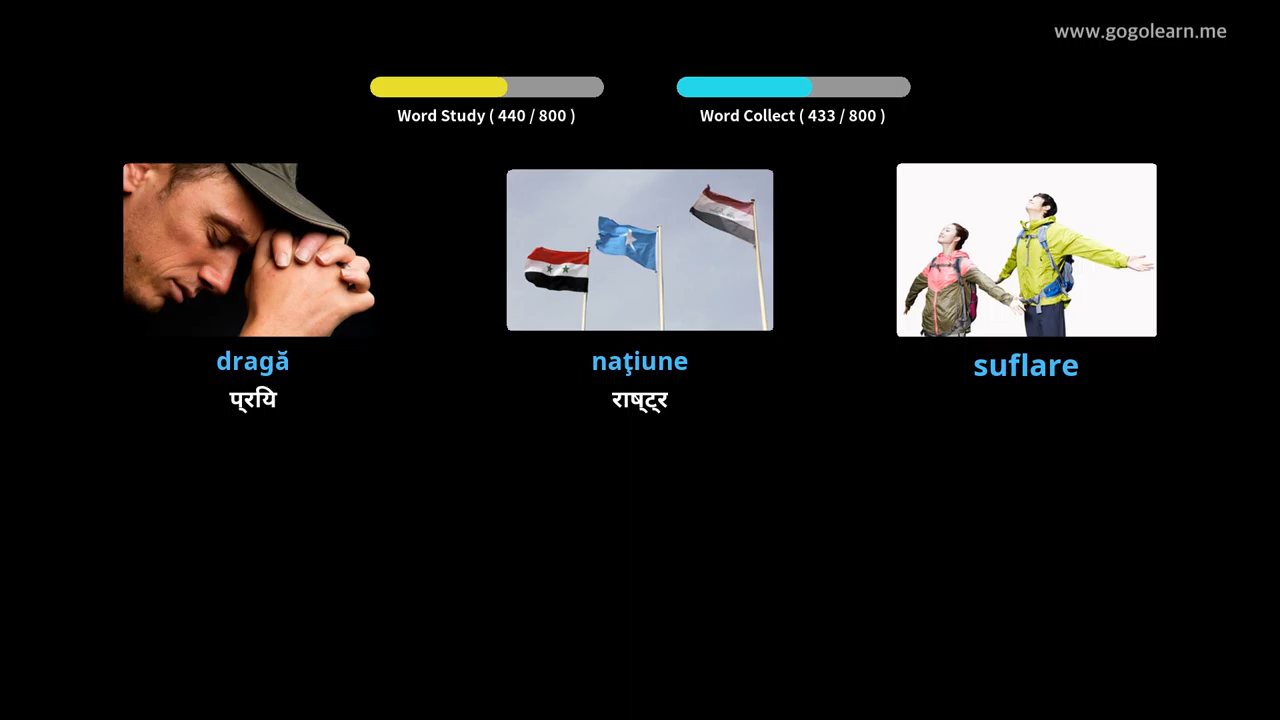 www.gogolearn.me
Word Study ( 440 / 800 )
Word Collect ( 433 / 800 )
dragă
naţiune
suflare
प्रयि
राष्ट्र